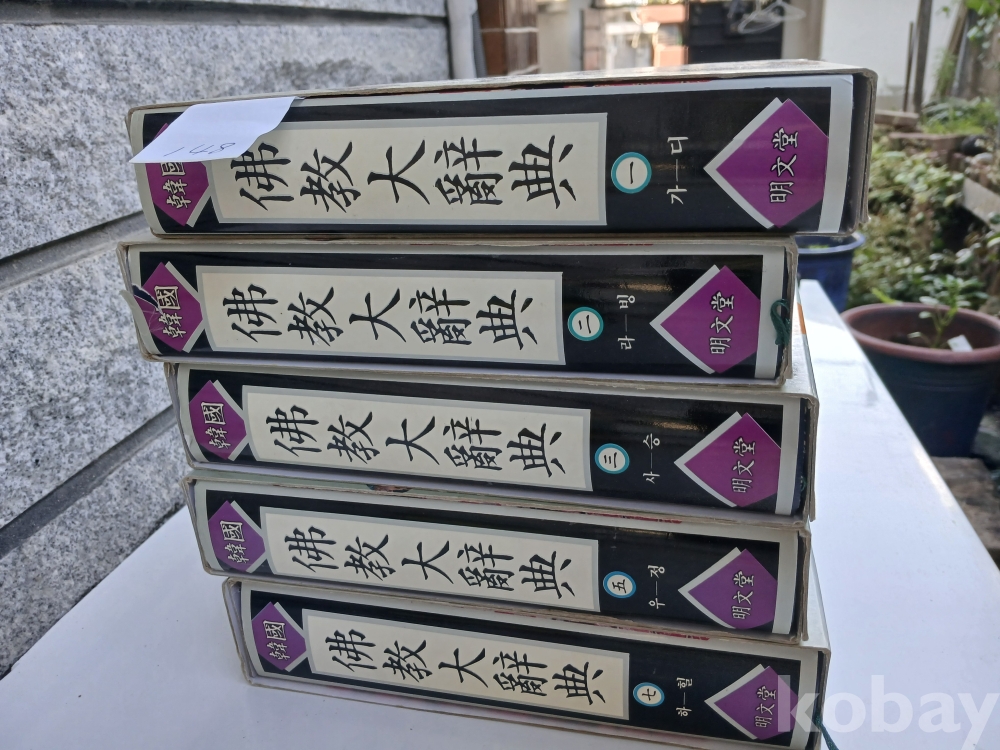 韓國 佛教大辭典 一 가—디 明文堂
韓國 佛教大辭典 二 라—빙 明文堂
韓國 佛教大辭典 三 사—승 明文堂
韓國 佛教大辭典 五 우—정 明文堂
韓國 佛教大辭典 七 하—힐 明文堂
kobay